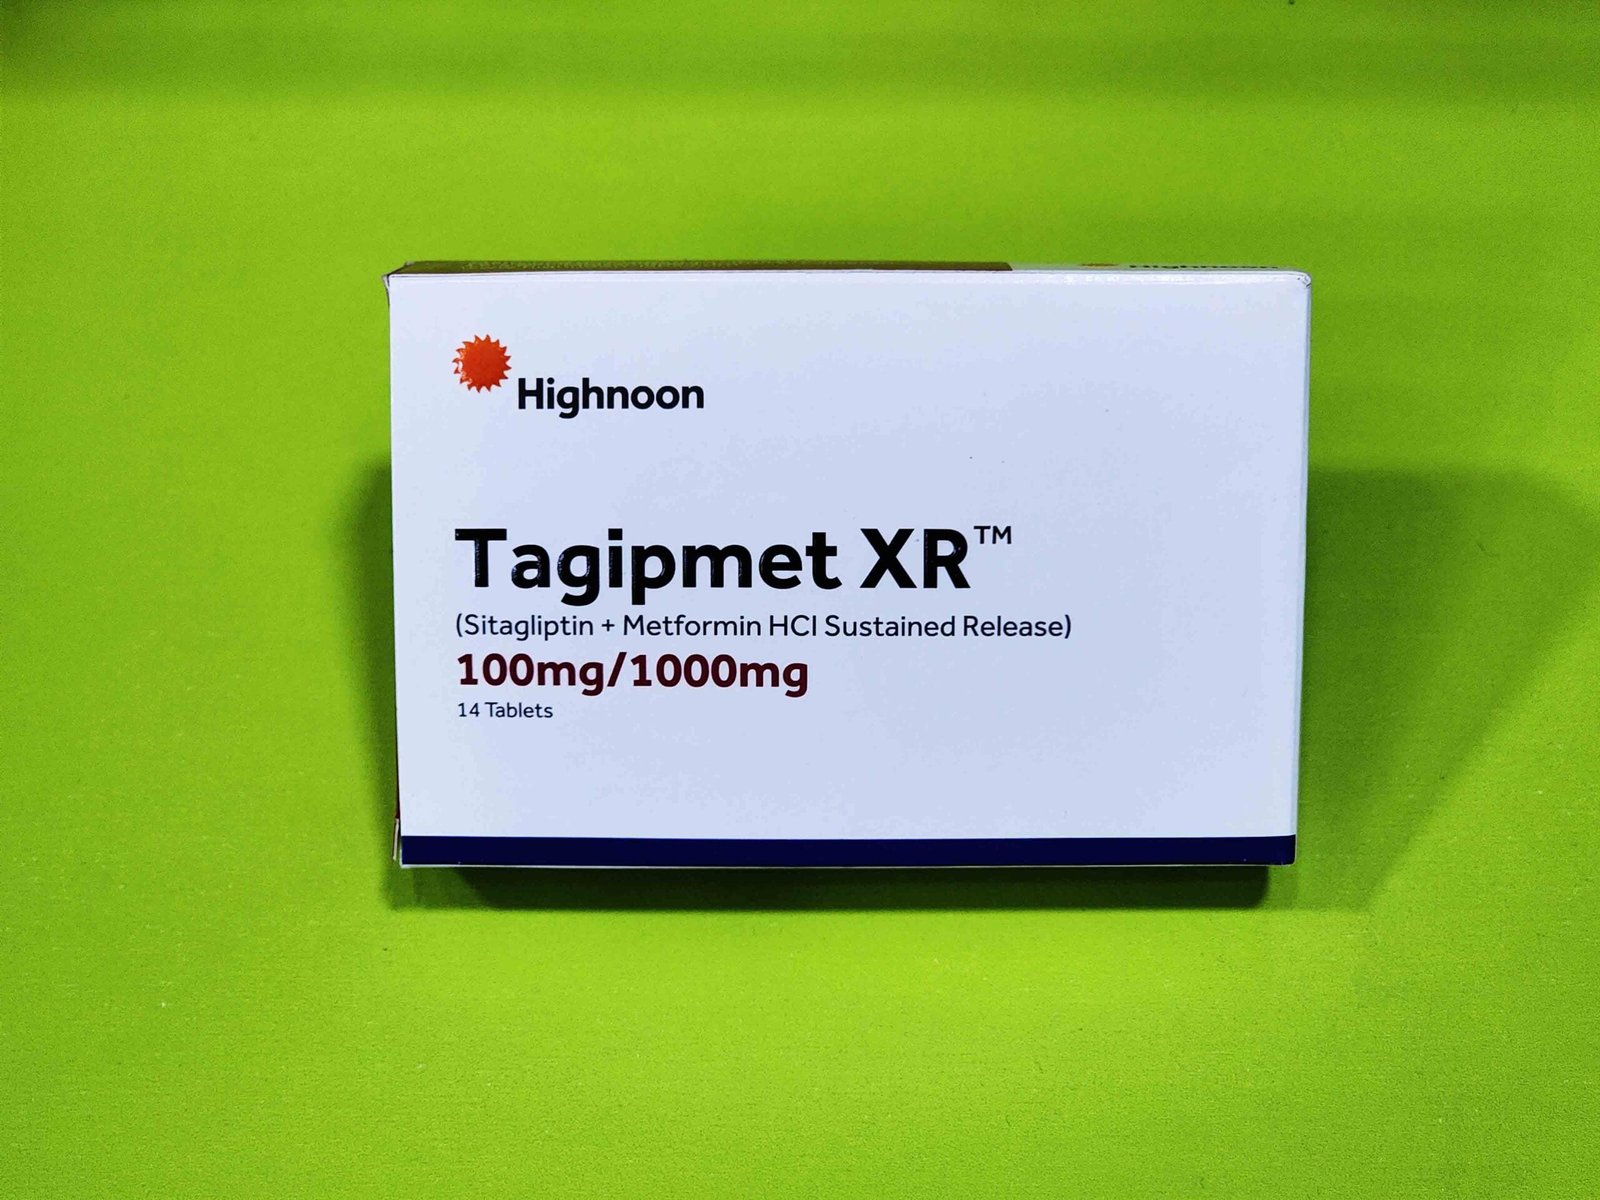 Highnoon
Tagipmet XR™
(Sitagliptin + Metformin HCl Sustained Release)
100mg/1000mg
14 Tablets